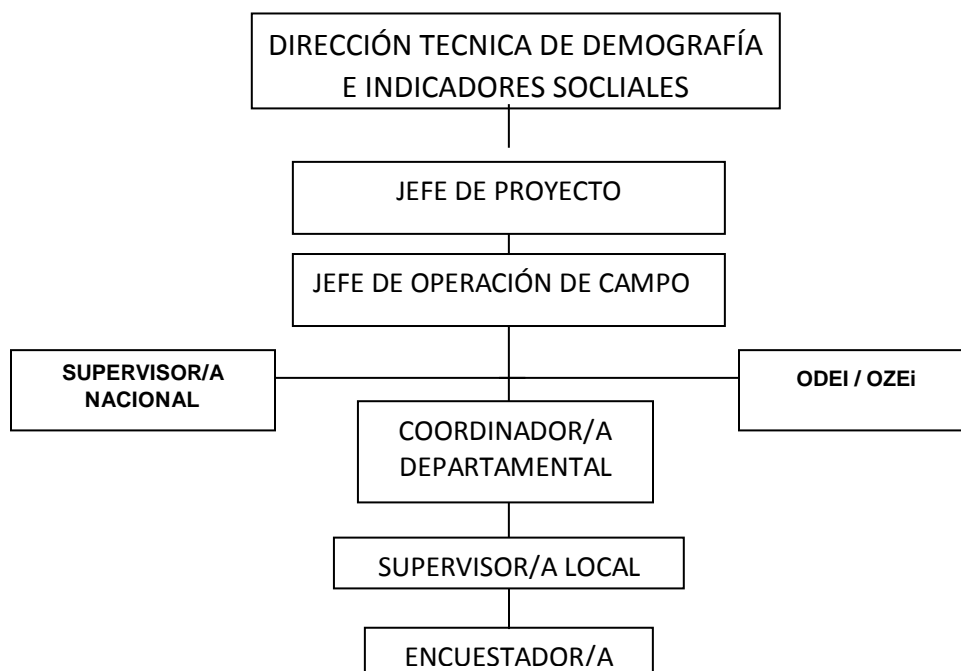 DIRECCIÓN TECNICA DE DEMOGRAFÍA
E INDICADORES SOCLIALES
JEFE DE PROYECTO
JEFE DE OPERACIÓN DE CAMPO
SUPERVISOR/A
NACIONAL
ODEI / OZEi
COORDINADOR/A
DEPARTAMENTAL
SUPERVISOR/A LOCAL
ENCUESTADOR/A